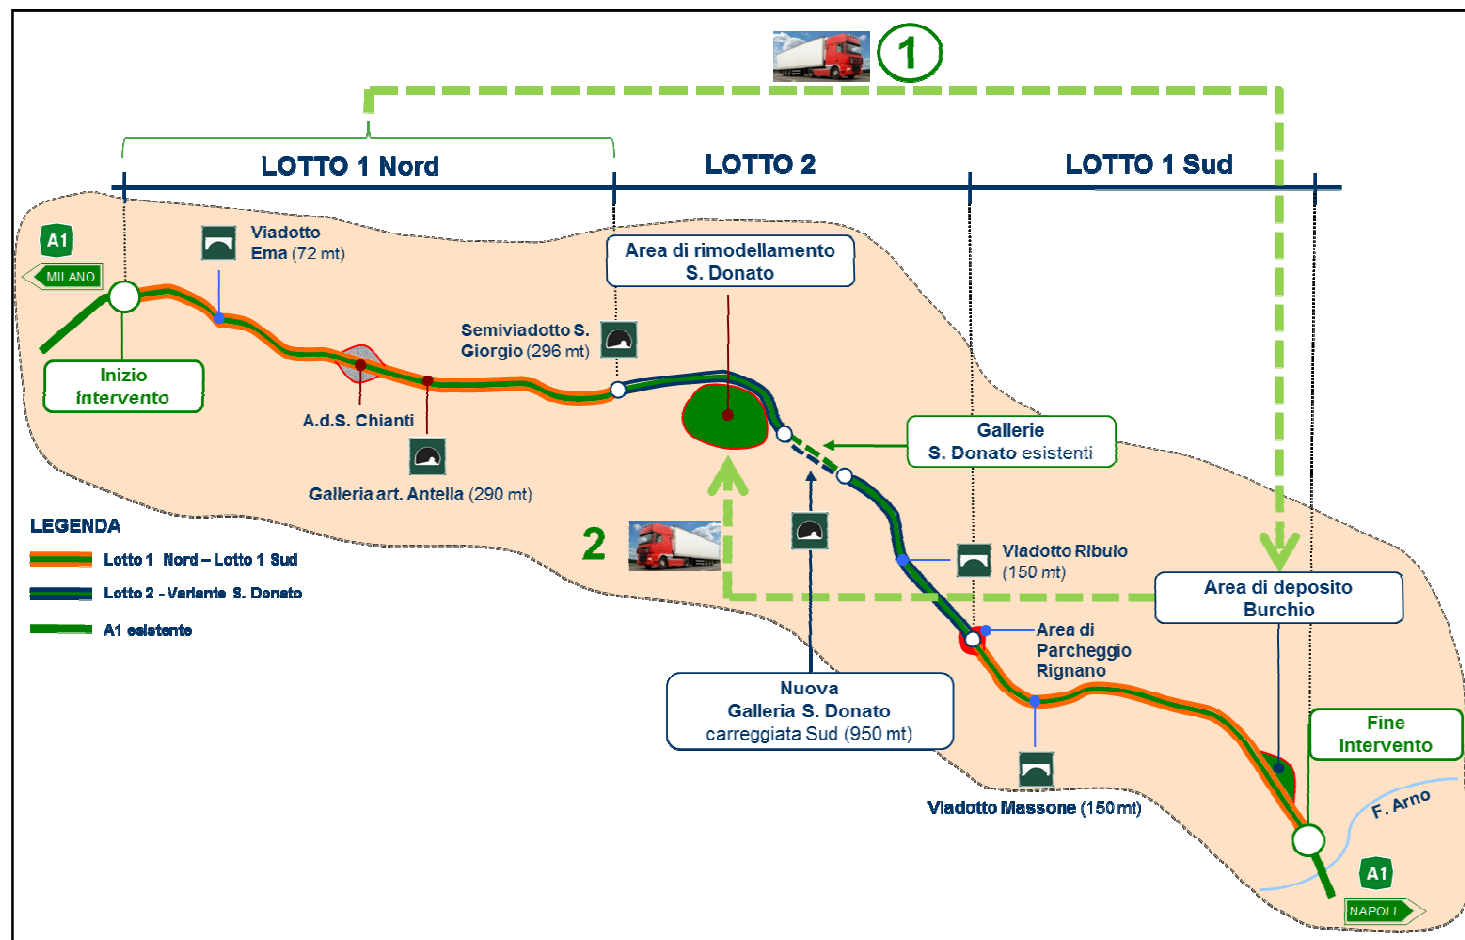 1
LOTTO 1 Nord
LOTTO 2
LOTTO 1 Sud
A1
MILANO
Viadotto
Ema (72 mt)
Area di rimodellamento
S. Donato
Semiviadotto S.
Giorgio (296 mt)
Inizio
Intervento
A.d.S. Chianti
Galleria art. Antella (290 mt)
Gallerie
S. Donato esistenti
LEGENDA
Lotto 1 Nord – Lotto 1 Sud
Lotto 2 - Variante S. Donato
A1 esistente
2
Viadotto Ribuio
(150 mt)
Area di deposito
Burchio
Area di
Parcheggio
Rignano
Nuova
Galleria S. Donato
carreggiata Sud (950 mt)
Fine
Intervento
Viadotto Massone (150mt)
F. Arno
A1
NAPOLI